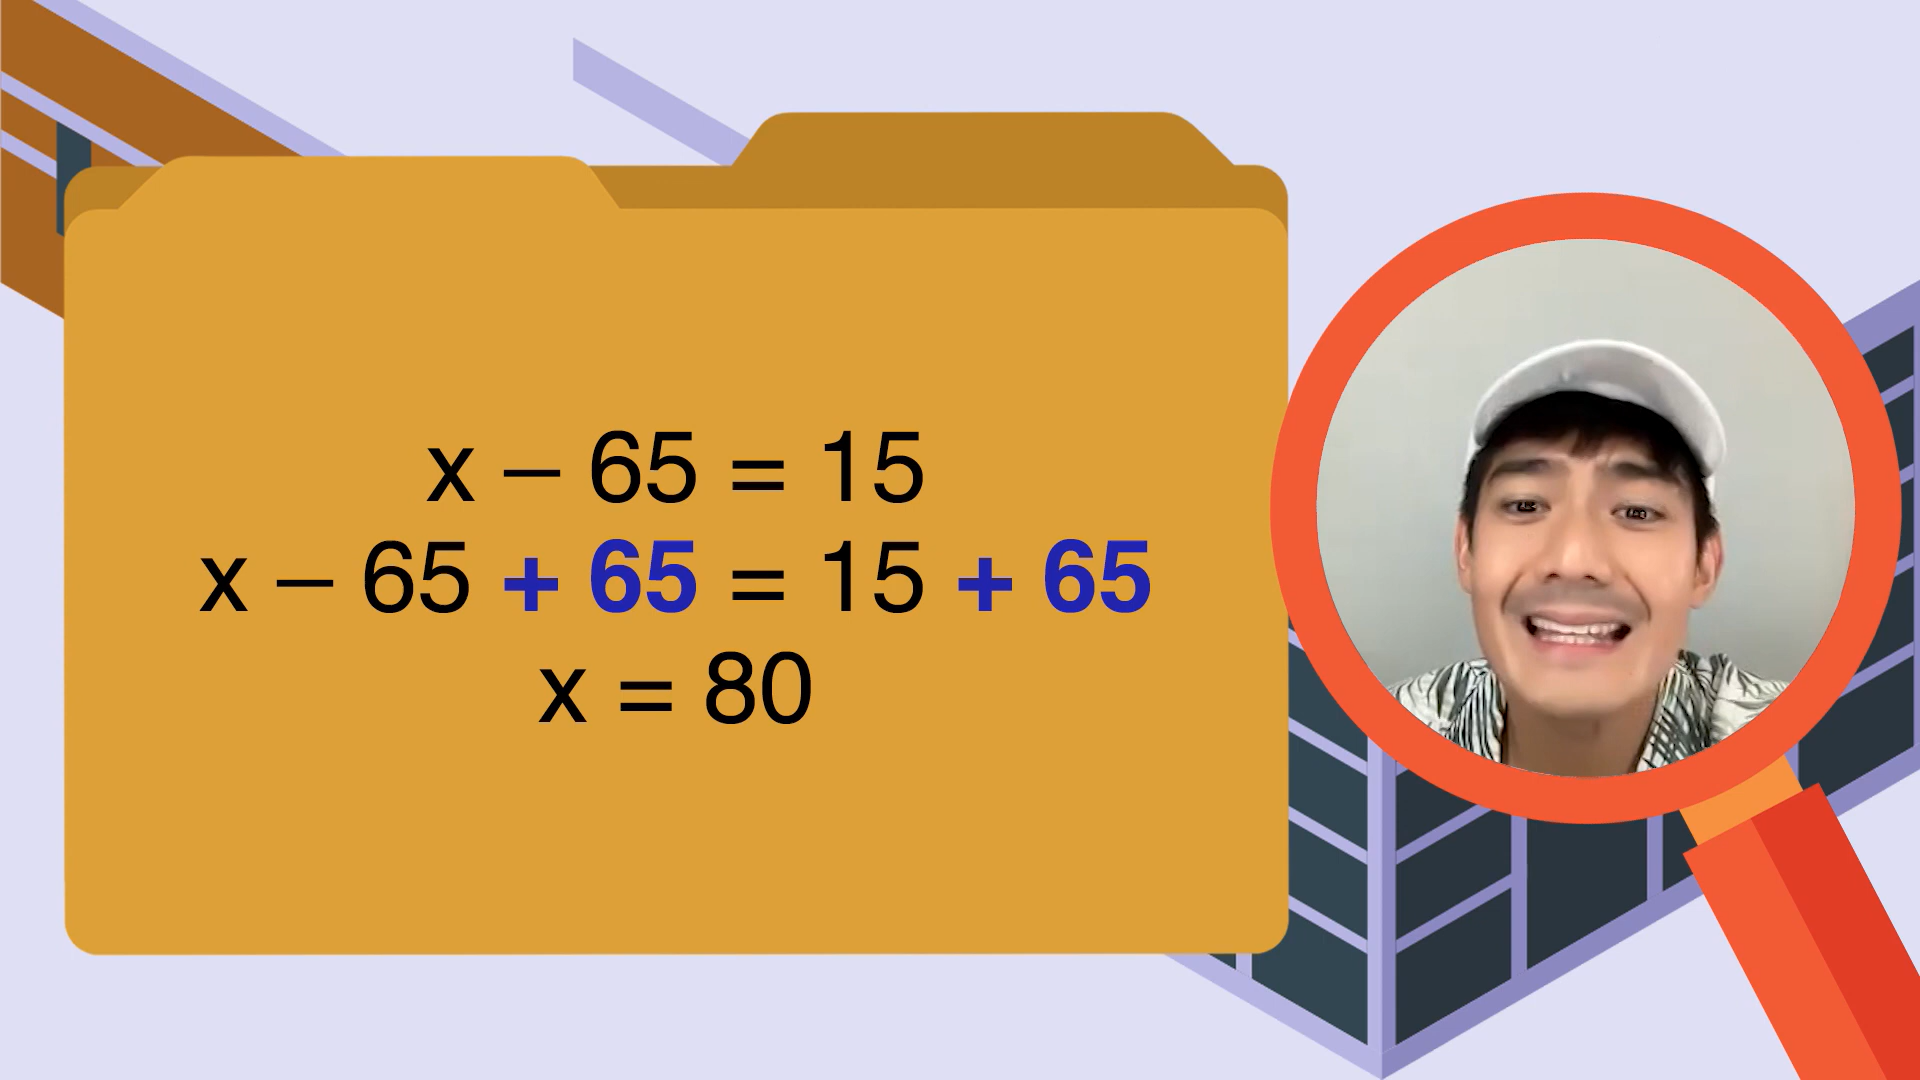 x – 65 = 15
x – 65 + 65 = 15 + 65
x = 80